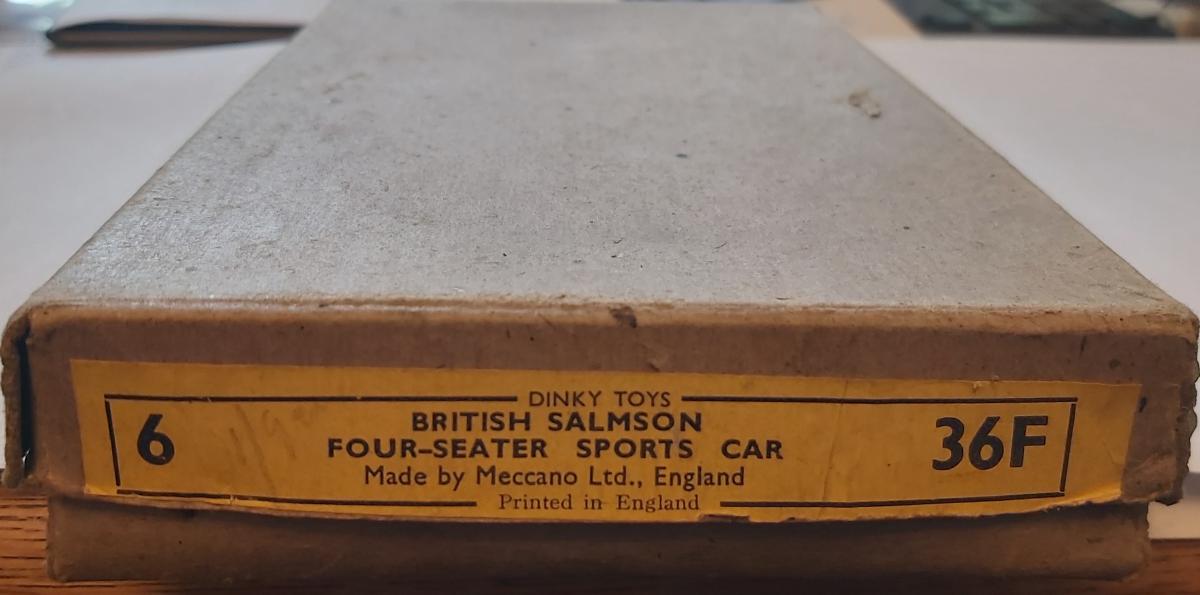 DINKY TOYS
6
BRITISH SALMSON
FOUR-SEATER SPORTS CAR
36F
Made by Meccano Ltd., England
Printed in England